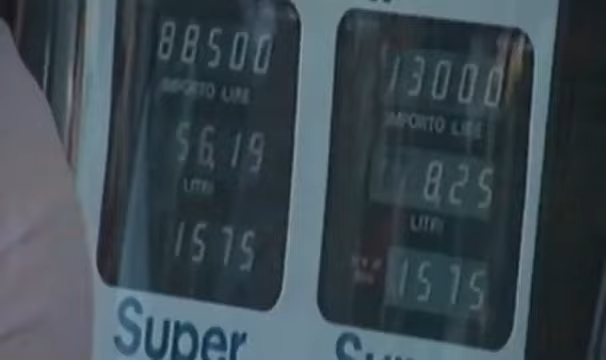 88500
IMPORTO LIRE
56,19
LITRI
1575
Super
13000
IMPORTO LIRE
8,25
LITRI
1575